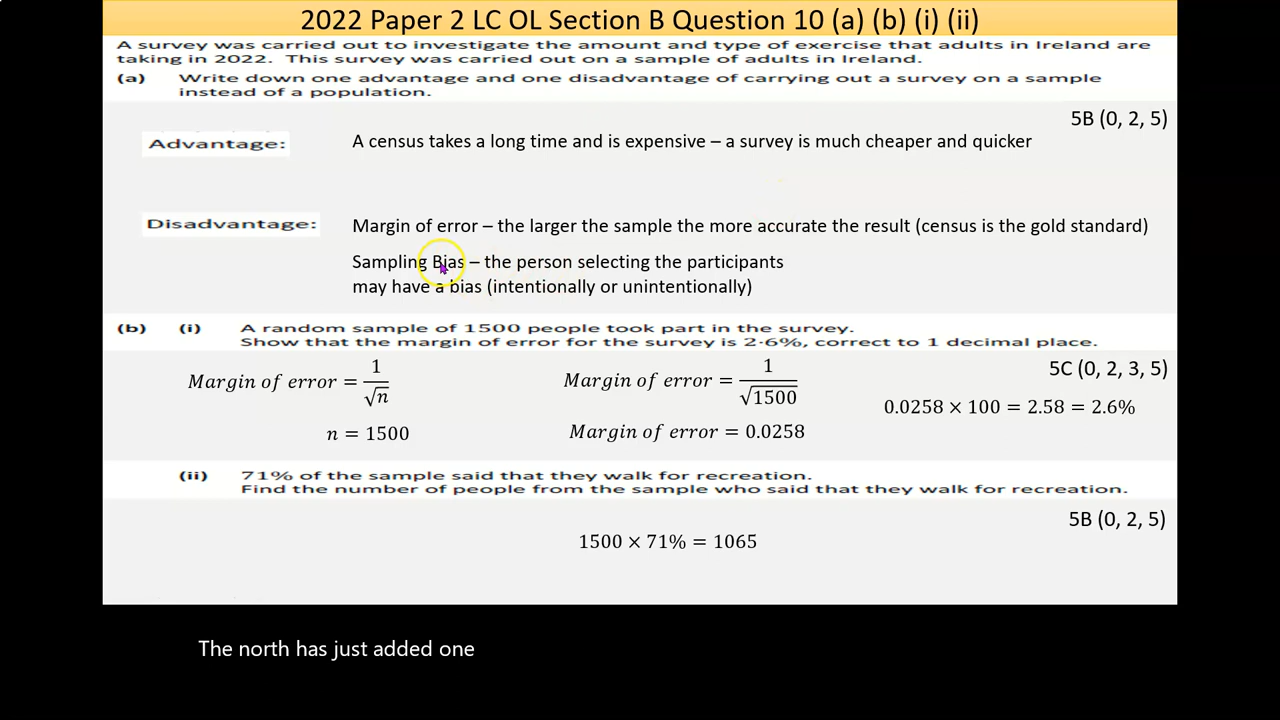 2022 Paper 2 LC OL Section B Question 10 (a) (b) (i) (ii)
A survey was carried out to investigate the amount and type of exercise that adults in Ireland are
taking in 2022. This survey was carried out on a sample of adults in Ireland.
(a) Write down one advantage and one disadvantage of carrying out a survey on a sample
instead of a population.
5B (0, 2, 5)
Advantage: A census takes a long time and is expensive – a survey is much cheaper and quicker
Disadvantage: Margin of error – the larger the sample the more accurate the result (census is the gold standard)
Sampling Bias – the person selecting the participants
may have a bias (intentionally or unintentionally)
(b) (i) A random sample of 1500 people took part in the survey.
Show that the margin of error for the survey is 2·6%, correct to 1 decimal place.
5C (0, 2, 3, 5)
Margin of error = 1/√n
Margin of error = 1/√1500
0.0258 × 100 = 2.58 = 2.6%
n = 1500
Margin of error = 0.0258
(ii) 71% of the sample said that they walk for recreation.
Find the number of people from the sample who said that they walk for recreation.
5B (0, 2, 5)
1500 × 71% = 1065
The north has just added one